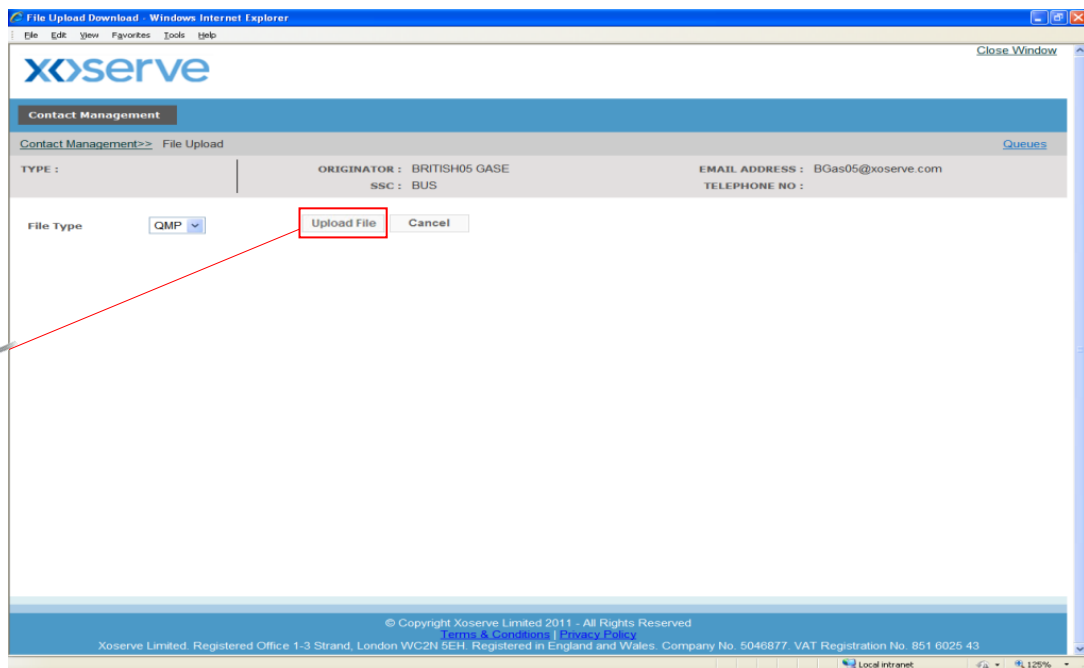 File Upload Download - Windows Internet Explorer
File Edit View Favorites Tools Help
Close Window
xoserve
Contact Management
Contact Management>> File Upload Queues
TYPE : ORIGINATOR : BRITISH05 GASE EMAIL ADDRESS : BGas05@xoserve.com
SSC : BUS TELEPHONE NO :
File Type QMP Upload File Cancel
© Copyright Xoserve Limited 2011 - All Rights Reserved
Terms & Conditions | Privacy Policy
Xoserve Limited. Registered Office 1-3 Strand, London WC2N 5EH. Registered in England and Wales. Company No. 5046877. VAT Registration No. 851 6025 43
Local intranet 125%